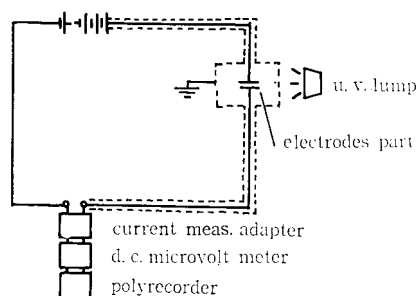 u. v. lump
electrodes part
current meas. adapter
d. c. microvolt meter
polyrecorder